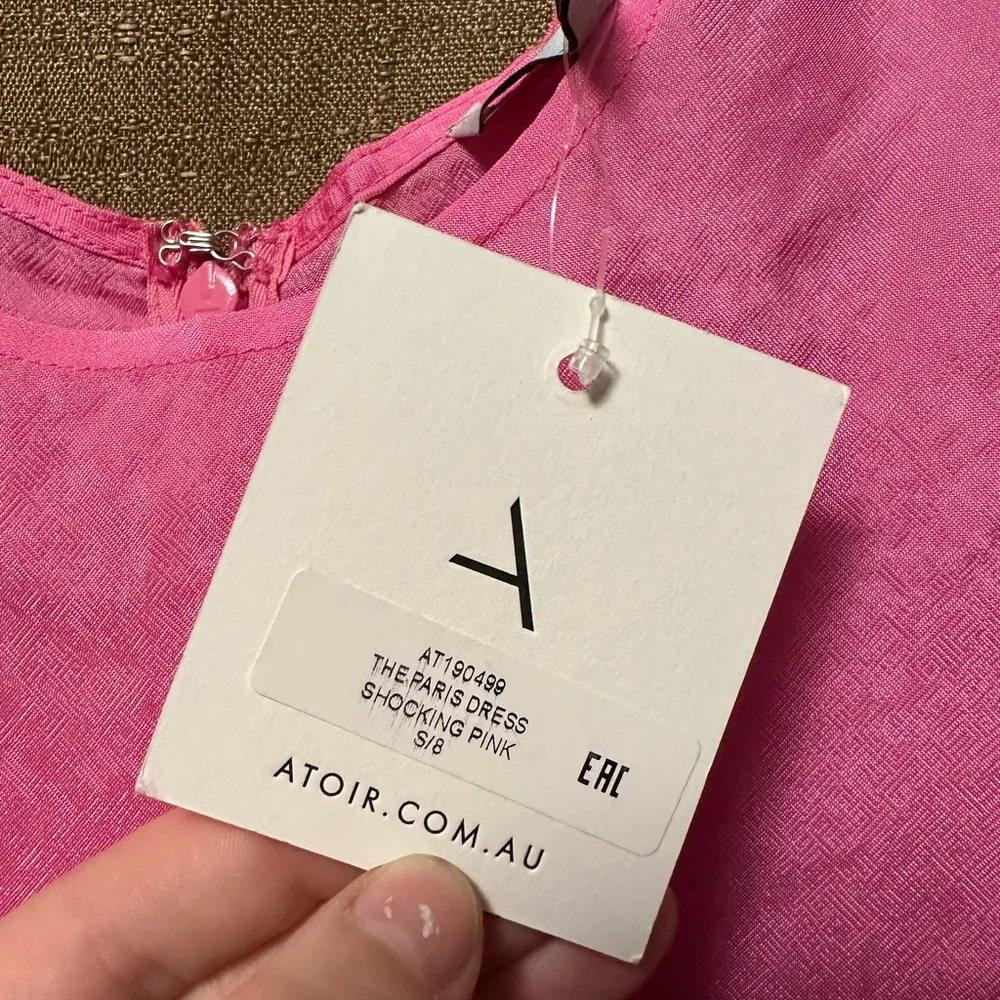 AT190499
THE PARIS DRESS
SHOCKING PINK
S/8
EAC
ATOIR.COM.AU